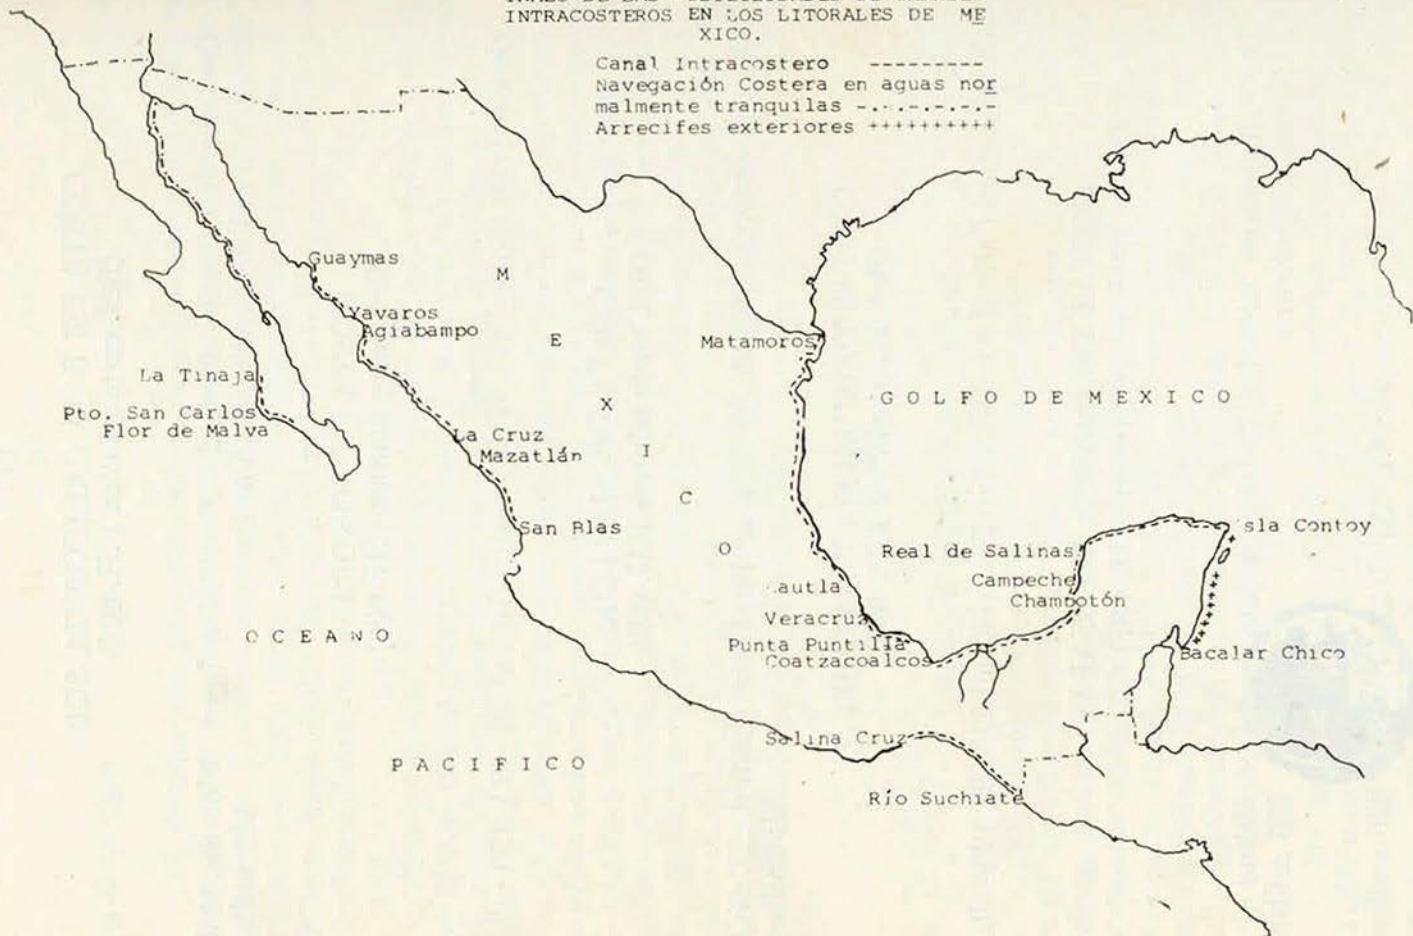 INTRACOSTEROS EN LOS LITORALES DE ME
XICO.
Canal Intracostero ---------
Navegación Costera en aguas nor
malmente tranquilas -.-.-.-.-.-
Arrecifes exteriores ++++++++++
Guaymas
Yavaros
Agiabampo
La Tinaja
Pto. San Carlos
Flor de Malva
La Cruz
Mazatlán
San Blas
M E X I C O
Matamoros
GOLFO DE MEXICO
Real de Salinas
Campeche
Champotón
sla Contoy
autla
Veracruz
Punta Puntilla
Coatzacoalcos
Bacalar Chico
OCEANO
PACIFICO
Salina Cruz
Río Suchiate